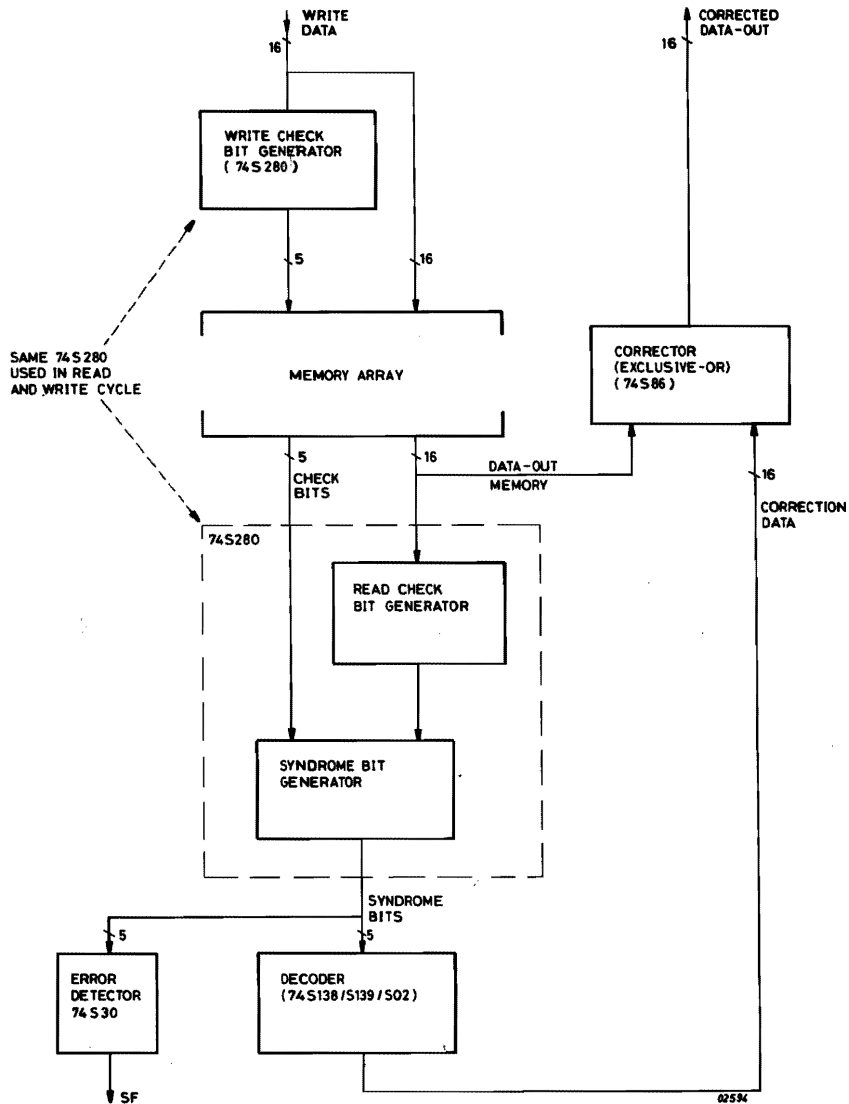 WRITE
DATA
16
CORRECTED
DATA-OUT
16
WRITE CHECK
BIT GENERATOR
(74S280)
5
16
SAME 74S280
USED IN READ
AND WRITE CYCLE
MEMORY ARRAY
CORRECTOR
(EXCLUSIVE-OR)
(74S86)
5
CHECK
BITS
16
DATA-OUT
MEMORY
16
CORRECTION
DATA
74S280
READ CHECK
BIT GENERATOR
SYNDROME BIT
GENERATOR
SYNDROME
BITS
5
5
ERROR
DETECTOR
74S30
DECODER
(74S138/S139/S02)
SF
02594